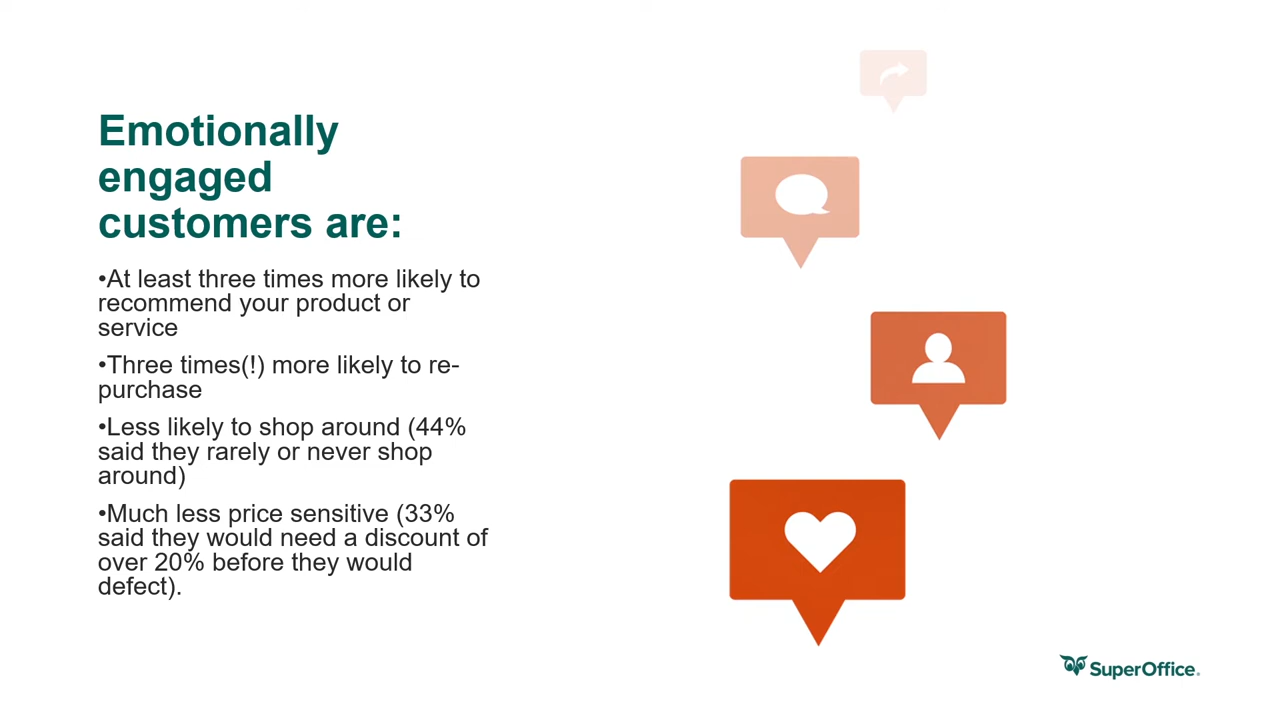 Emotionally
engaged
customers are:
•At least three times more likely to
recommend your product or
service
•Three times(!) more likely to re-
purchase
•Less likely to shop around (44%
said they rarely or never shop
around)
•Much less price sensitive (33%
said they would need a discount of
over 20% before they would
defect).
SuperOffice.